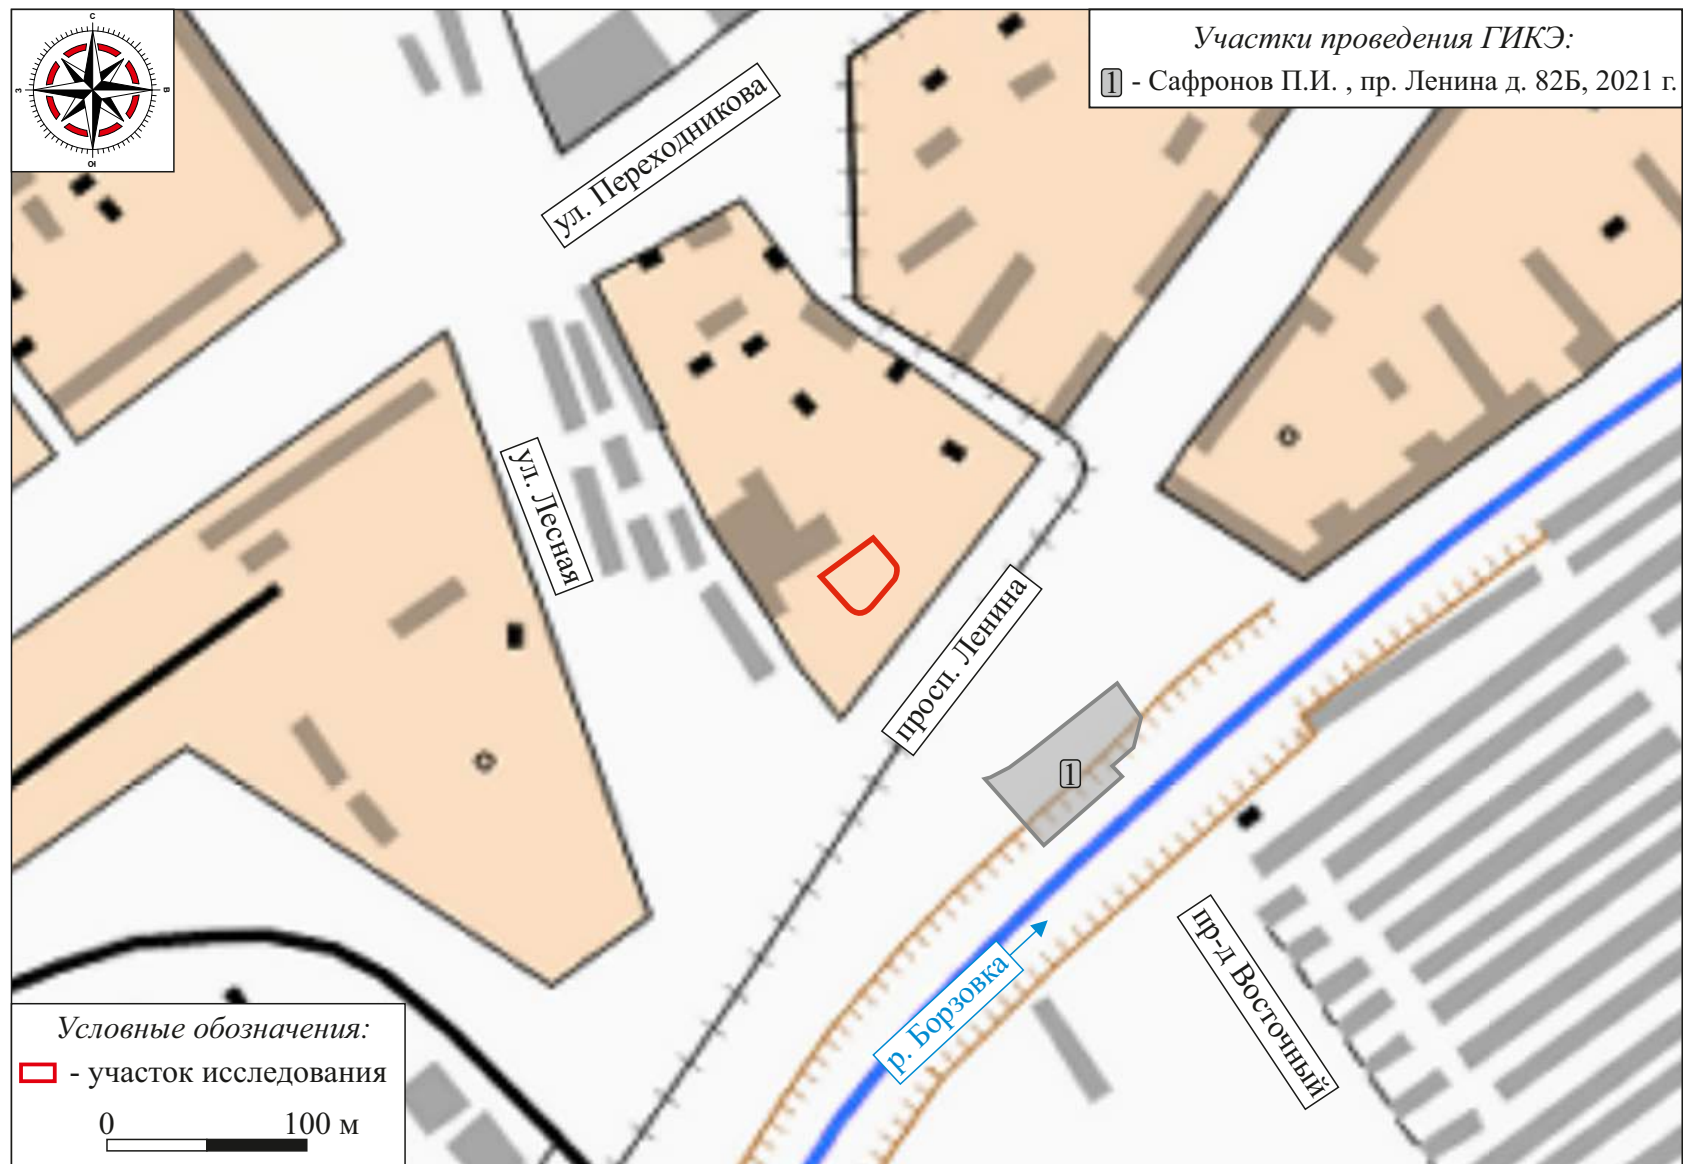 С
З
В
Ю
Участки проведения ГИКЭ:
1 - Сафронов П.И. , пр. Ленина д. 82Б, 2021 г.
ул. Переходникова
ул. Лесная
просп. Ленина
1
р. Борзовка
пр-д Восточный
Условные обозначения:
- участок исследования
0 100 м